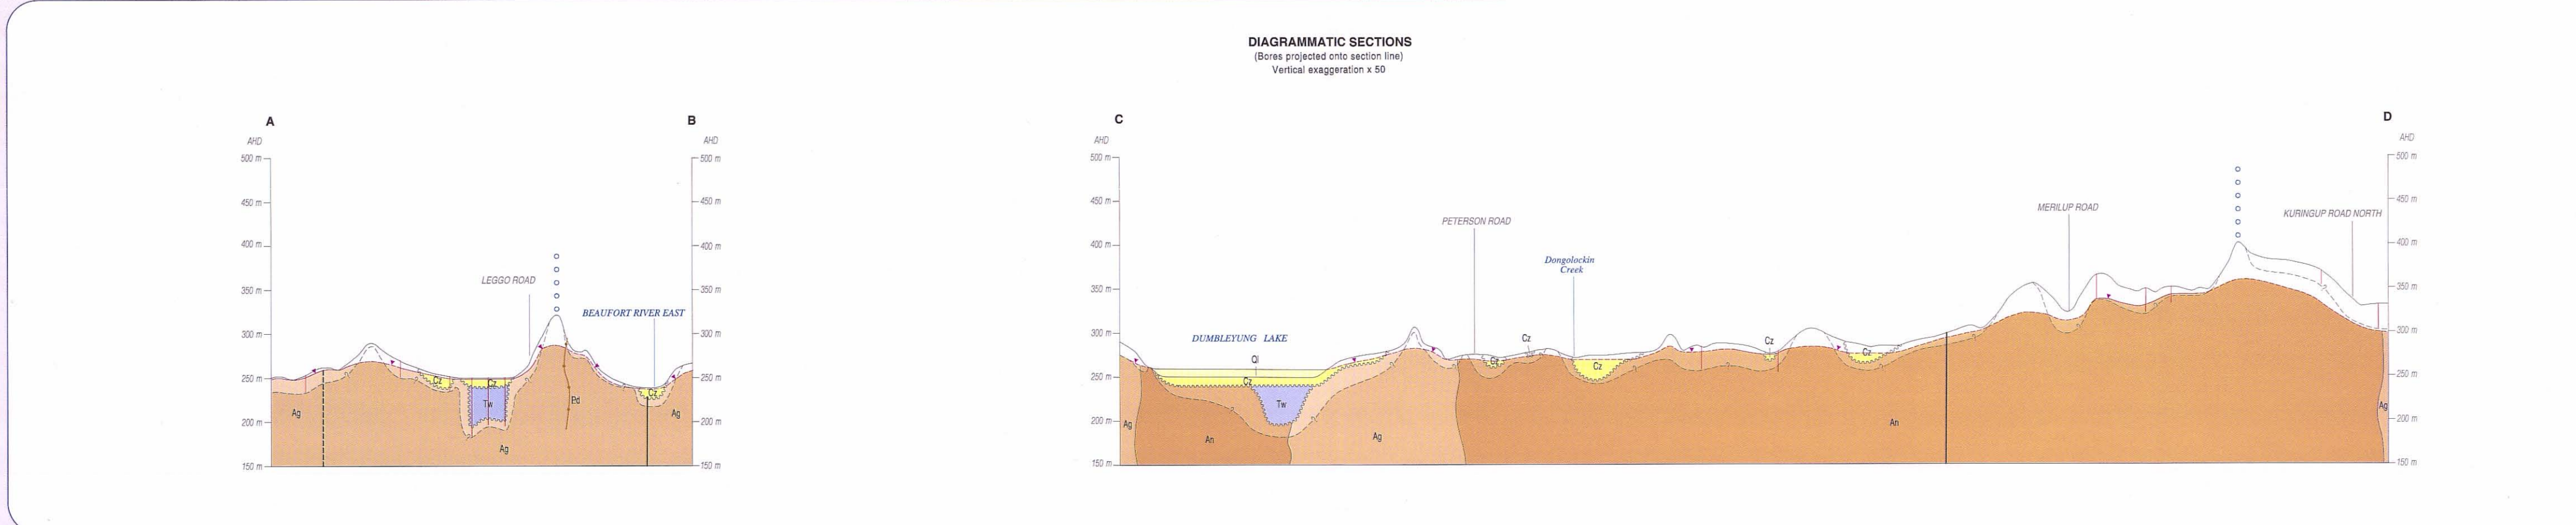 DIAGRAMMATIC SECTIONS
(Bores projected onto section line)
Vertical exaggeration x 50
A
B
AHD
AHD
500 m
500 m
450 m
450 m
400 m
400 m
350 m
350 m
300 m
300 m
250 m
250 m
200 m
200 m
150 m
150 m
LEGGO ROAD
BEAUFORT RIVER EAST
Cz
Cz
Cz
Tw
Pd
Ag
Ag
Ag
C
D
AHD
AHD
500 m
500 m
450 m
450 m
400 m
400 m
350 m
350 m
300 m
300 m
250 m
250 m
200 m
200 m
150 m
150 m
MERILUP ROAD
KURINGUP ROAD NORTH
PETERSON ROAD
Dongolockin
Creek
DUMBLEYUNG LAKE
Ql
Cz
Cz
Cz
Cz
Cz
Cz
Tw
Ag
An
Ag
An
Ag